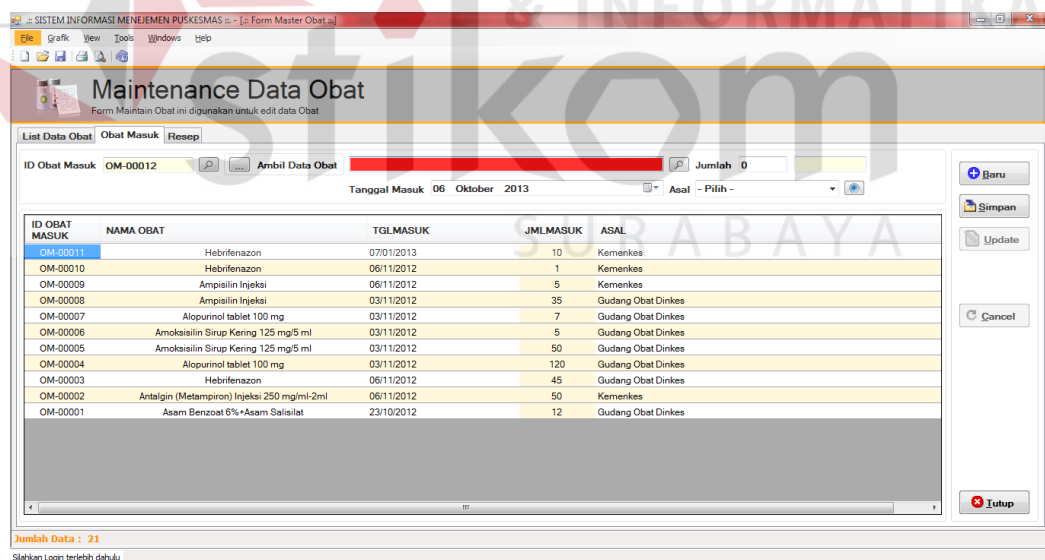 & INFORMATIKA
stikom
SURABAYA
.:: SISTEM INFORMASI MENEJEMEN PUSKESMAS ::. - [.:: Form Master Obat ::.]
File Grafik View Tools Windows Help
Maintenance Data Obat
Form Maintain Obat ini digunakan untuk edit data Obat
List Data Obat Obat Masuk Resep
ID Obat Masuk OM-00012 ... Ambil Data Obat Jumlah 0
Tanggal Masuk 06 Oktober 2013 Asal - Pilih -
Baru
Simpan
Update
Cancel
Tutup
ID OBAT MASUK NAMA OBAT TGLMASUK JMLMASUK ASAL
OM-00011 Hebrifenazon 07/01/2013 10 Kemenkes
OM-00010 Hebrifenazon 06/11/2012 1 Kemenkes
OM-00009 Ampisilin Injeksi 06/11/2012 5 Kemenkes
OM-00008 Ampisilin Injeksi 03/11/2012 35 Gudang Obat Dinkes
OM-00007 Alopurinol tablet 100 mg 03/11/2012 7 Gudang Obat Dinkes
OM-00006 Amoksisilin Sirup Kering 125 mg/5 ml 03/11/2012 5 Gudang Obat Dinkes
OM-00005 Amoksisilin Sirup Kering 125 mg/5 ml 03/11/2012 50 Gudang Obat Dinkes
OM-00004 Alopurinol tablet 100 mg 03/11/2012 120 Gudang Obat Dinkes
OM-00003 Hebrifenazon 06/11/2012 45 Gudang Obat Dinkes
OM-00002 Antalgin (Metampiron) Injeksi 250 mg/ml-2ml 06/11/2012 50 Kemenkes
OM-00001 Asam Benzoat 6%+Asam Salisilat 23/10/2012 12 Gudang Obat Dinkes
Jumlah Data : 21
Silahkan Login terlebih dahulu